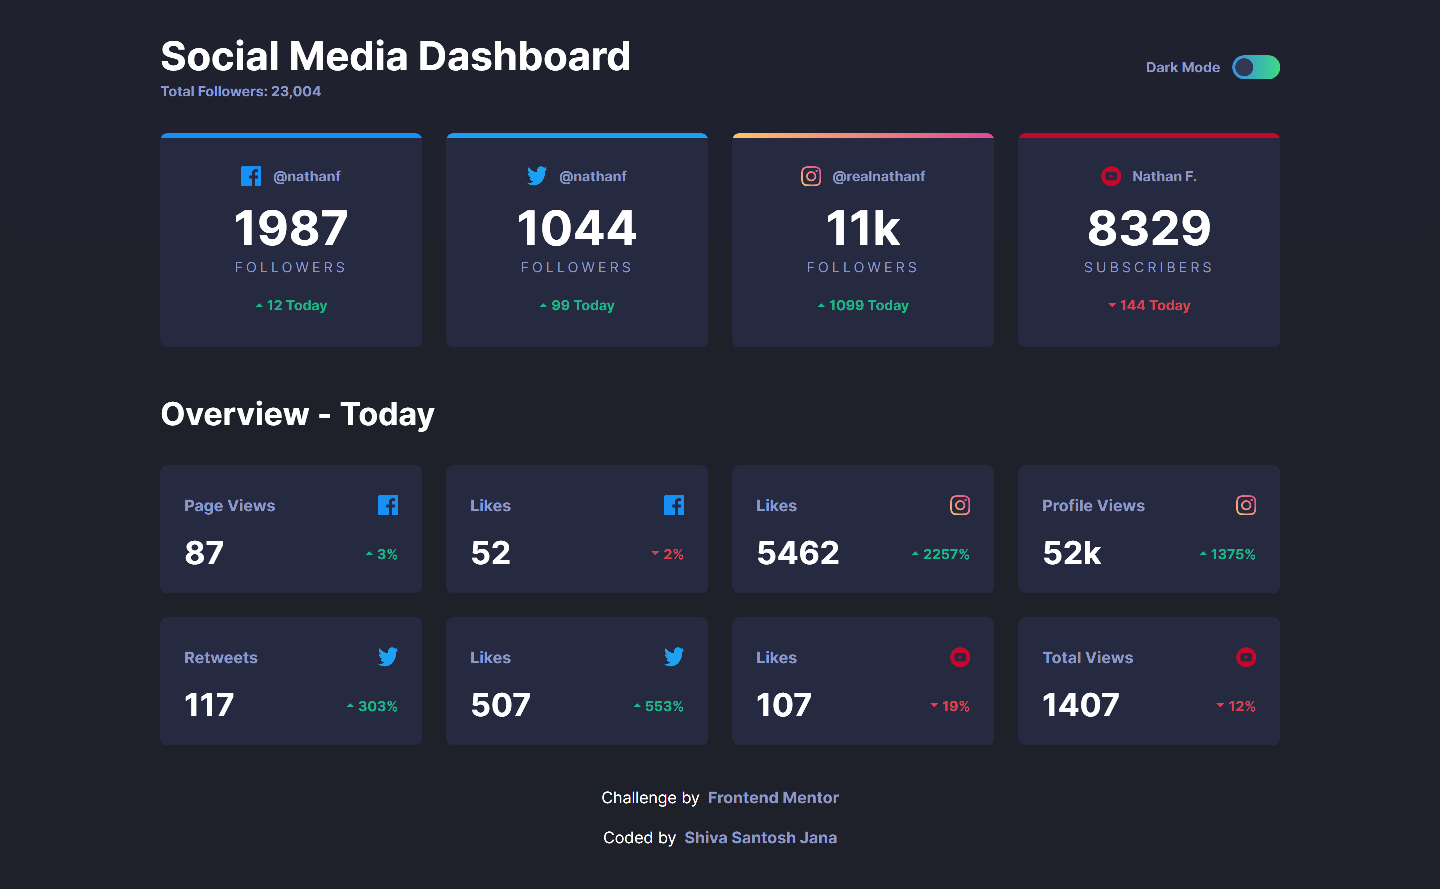 Social Media Dashboard
Total Followers: 23,004
Dark Mode
@nathanf
1987
FOLLOWERS
12 Today
@nathanf
1044
FOLLOWERS
99 Today
@realnathanf
11k
FOLLOWERS
1099 Today
Nathan F.
8329
SUBSCRIBERS
144 Today
Overview - Today
Page Views
87
3%
Likes
52
2%
Likes
5462
2257%
Profile Views
52k
1375%
Retweets
117
303%
Likes
507
553%
Likes
107
19%
Total Views
1407
12%
Challenge by Frontend Mentor
Coded by Shiva Santosh Jana